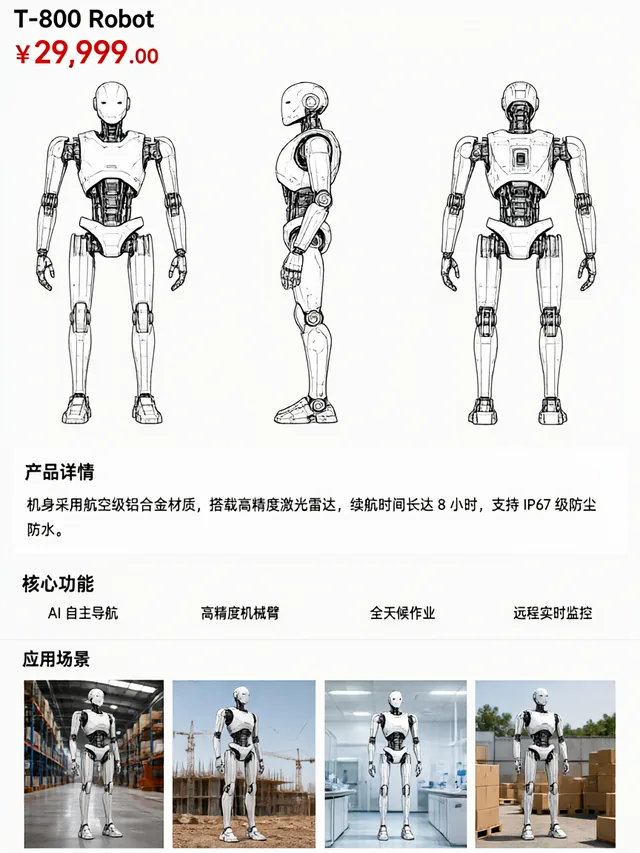 T-800 Robot
￥29,999.00
产品详情
机身采用航空级铝合金材质，搭载高精度激光雷达，续航时间长达 8 小时，支持 IP67 级防尘
防水。
核心功能
AI 自主导航 高精度机械臂 全天候作业 远程实时监控
应用场景